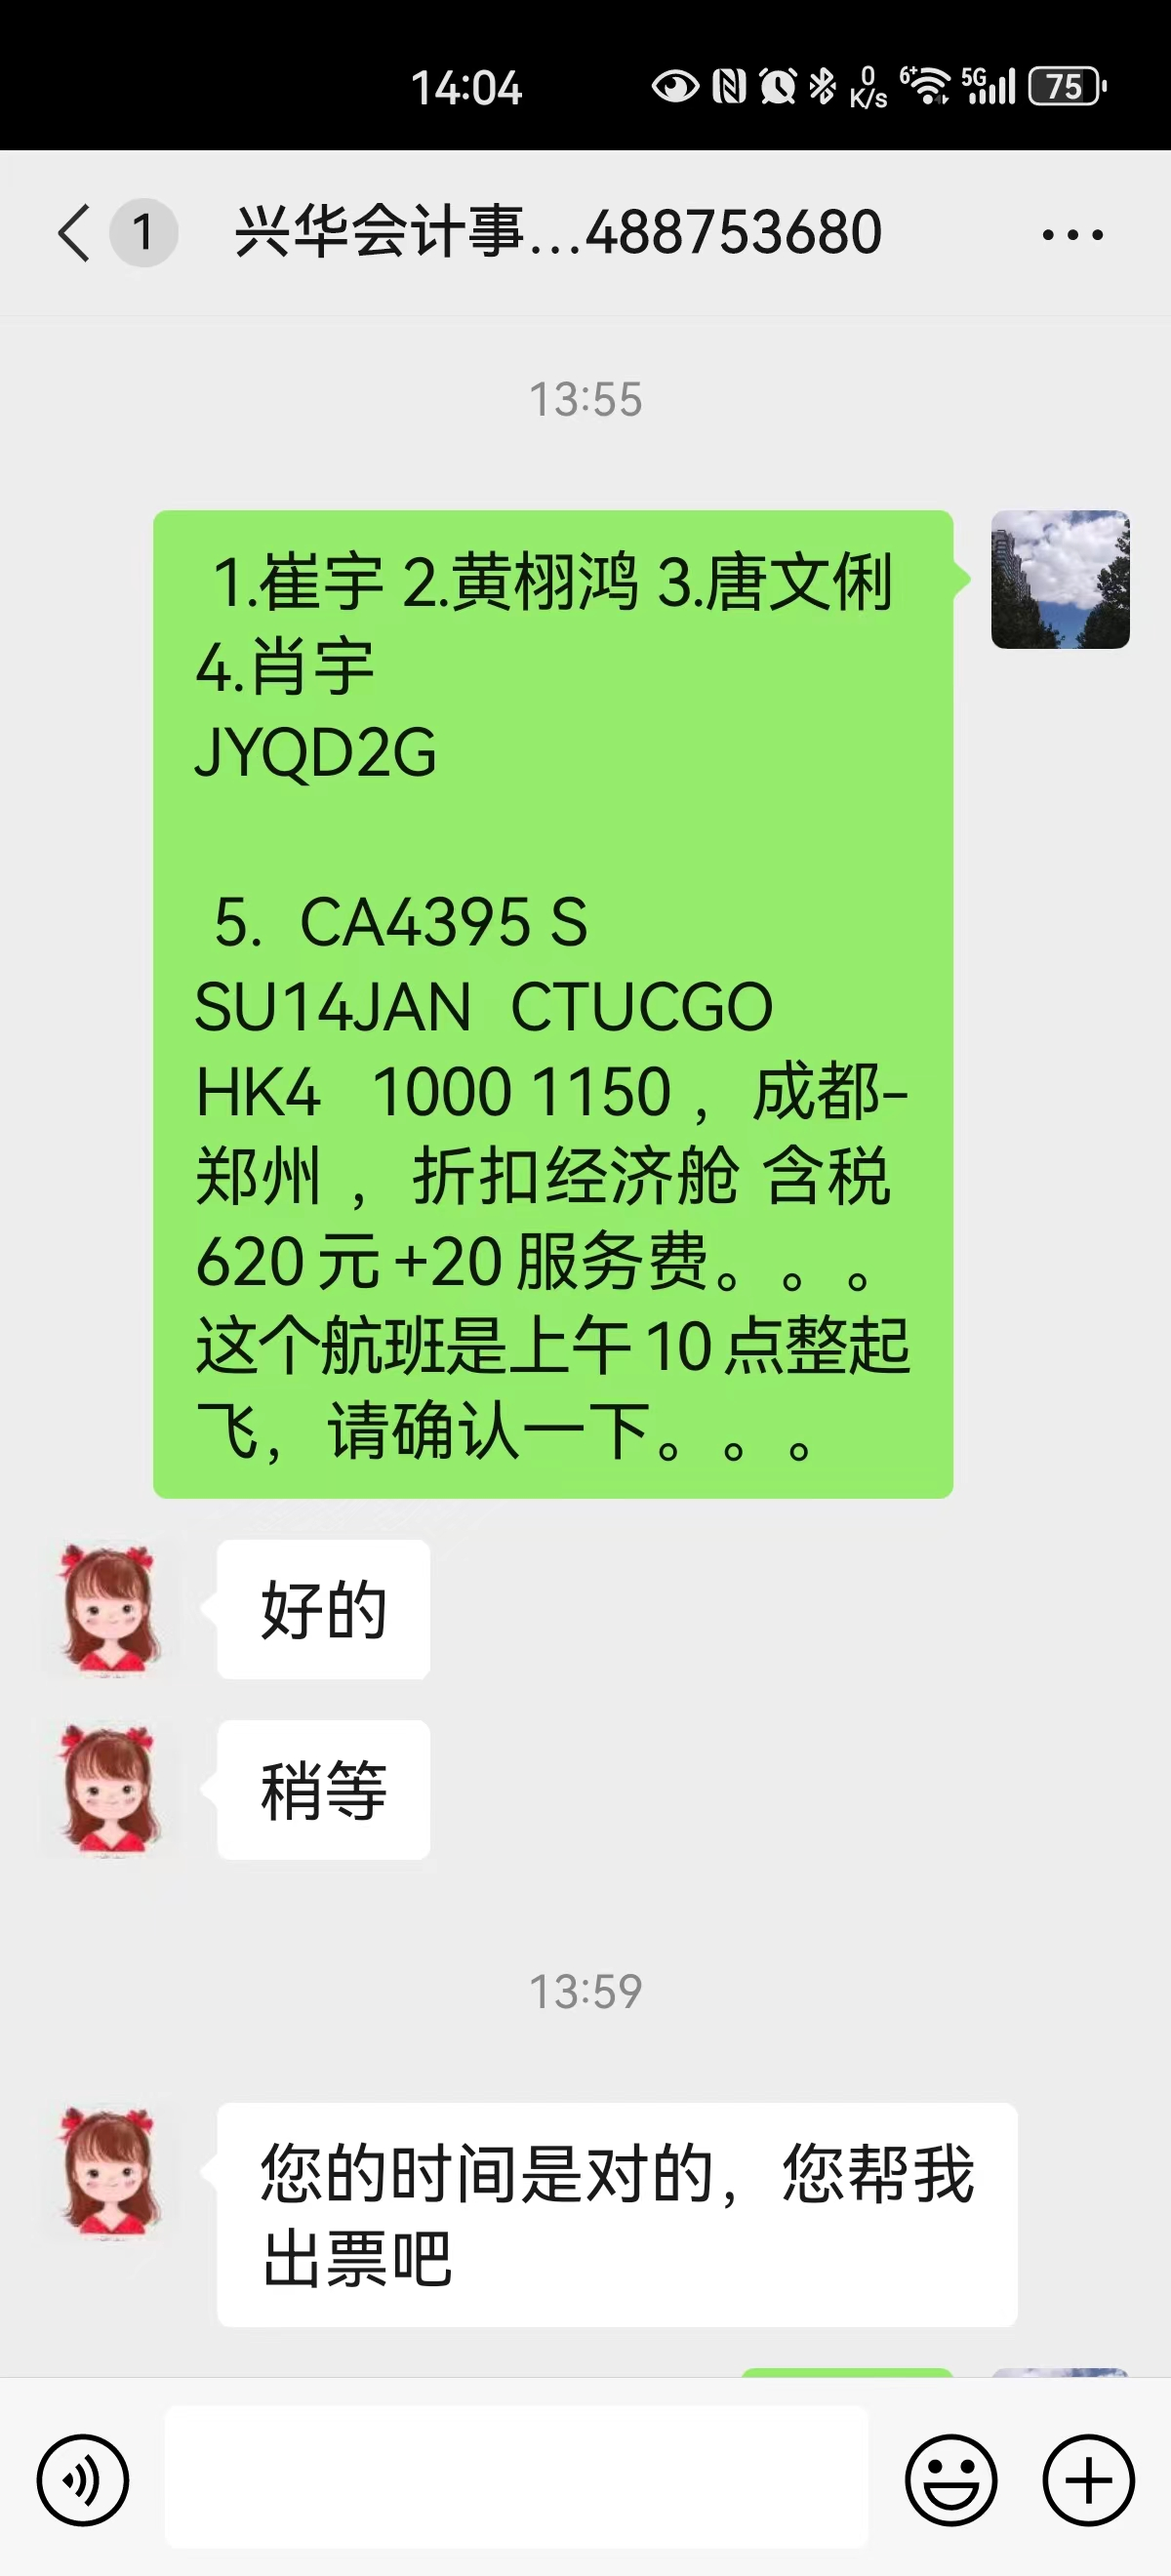 14:04
0
K/s
6+
5G
75
1
兴华会计事...488753680
13:55
1.崔宇 2.黄栩鸿 3.唐文俐
4.肖宇
JYQD2G
5. CA4395 S
SU14JAN CTUCGO
HK4 1000 1150 ，成都-
郑州 ，折扣经济舱 含税
620元+20服务费。。。
这个航班是上午10点整起
飞，请确认一下。。。
好的
稍等
13:59
您的时间是对的，您帮我
出票吧